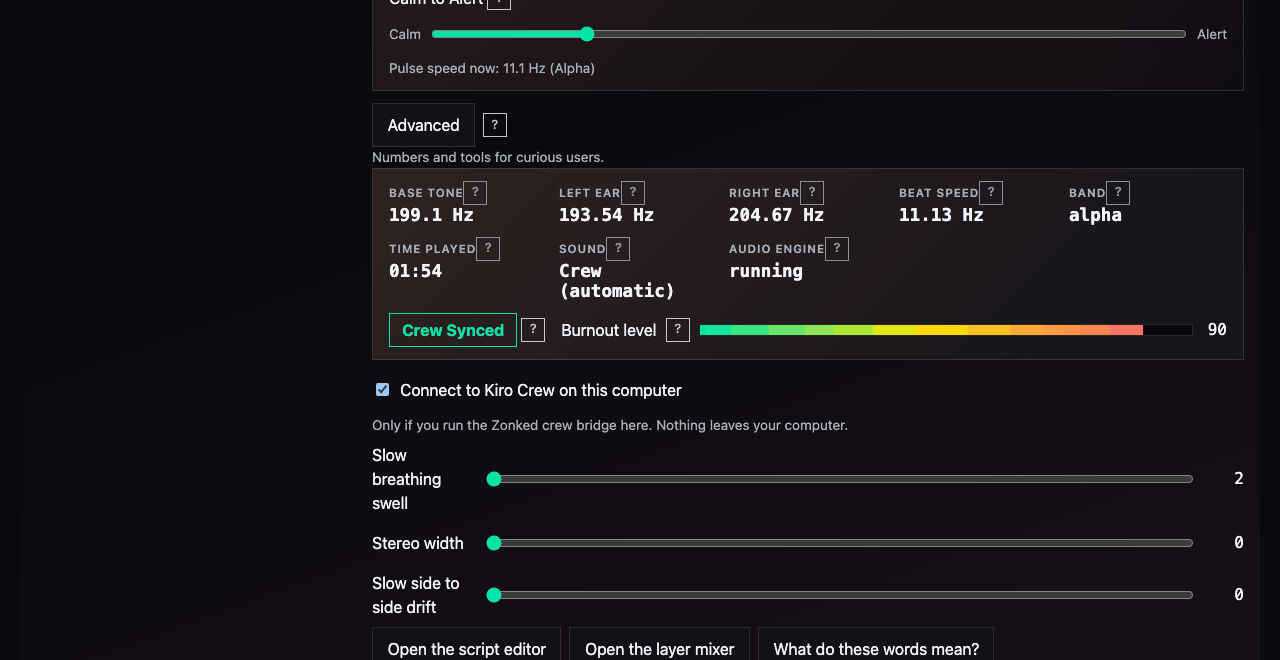 Calm to Alert ?
Calm Alert
Pulse speed now: 11.1 Hz (Alpha)
Advanced ?
Numbers and tools for curious users.
BASE TONE ? LEFT EAR ? RIGHT EAR ? BEAT SPEED ? BAND ?
199.1 Hz 193.54 Hz 204.67 Hz 11.13 Hz alpha
TIME PLAYED ? SOUND ? AUDIO ENGINE ?
01:54 Crew running
(automatic)
Crew Synced ? Burnout level ? 90
Connect to Kiro Crew on this computer
Only if you run the Zonked crew bridge here. Nothing leaves your computer.
Slow
breathing 2
swell
Stereo width 0
Slow side to 0
side drift
Open the script editor Open the layer mixer What do these words mean?